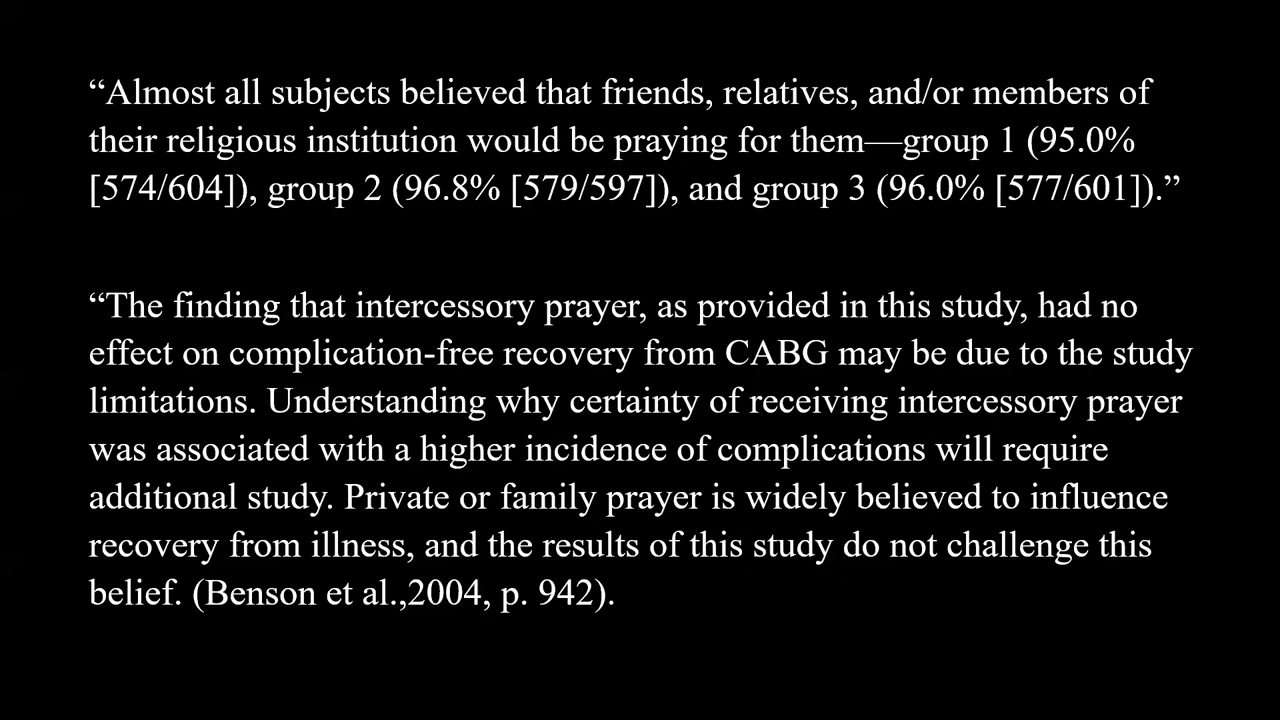 “Almost all subjects believed that friends, relatives, and/or members of
their religious institution would be praying for them—group 1 (95.0%
[574/604]), group 2 (96.8% [579/597]), and group 3 (96.0% [577/601]).”
“The finding that intercessory prayer, as provided in this study, had no
effect on complication-free recovery from CABG may be due to the study
limitations. Understanding why certainty of receiving intercessory prayer
was associated with a higher incidence of complications will require
additional study. Private or family prayer is widely believed to influence
recovery from illness, and the results of this study do not challenge this
belief. (Benson et al.,2004, p. 942).